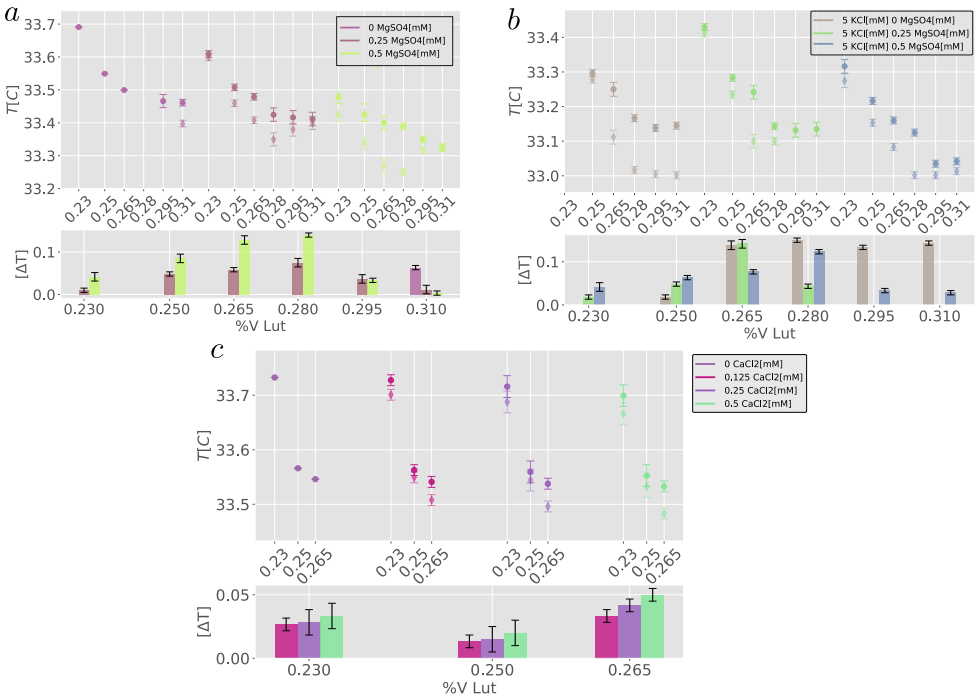 a
33.7
33.6
33.5
33.4
33.3
33.2
T[C]
0 MgSO4[mM]
0.25 MgSO4[mM]
0.5 MgSO4[mM]
0.23 0.25 0.265 0.28 0.295 0.31 0.23 0.25 0.265 0.28 0.295 0.31 0.23 0.25 0.265 0.28 0.295 0.31
0.1
0.0
[ΔT]
0.230 0.250 0.265 0.280 0.295 0.310
%V Lut
b
33.4
33.3
33.2
33.1
33.0
T[C]
5 KCl[mM] 0 MgSO4[mM]
5 KCl[mM] 0.25 MgSO4[mM]
5 KCl[mM] 0.5 MgSO4[mM]
0.23 0.25 0.265 0.28 0.295 0.31 0.23 0.25 0.265 0.28 0.295 0.31 0.23 0.25 0.265 0.28 0.295 0.31
0.1
0.0
[ΔT]
0.230 0.250 0.265 0.280 0.295 0.310
%V Lut
c
33.7
33.6
33.5
T[C]
0 CaCl2[mM]
0.125 CaCl2[mM]
0.25 CaCl2[mM]
0.5 CaCl2[mM]
0.23 0.25 0.265 0.23 0.25 0.265 0.23 0.25 0.265 0.23 0.25 0.265
0.05
0.00
[ΔT]
0.230 0.250 0.265
%V Lut